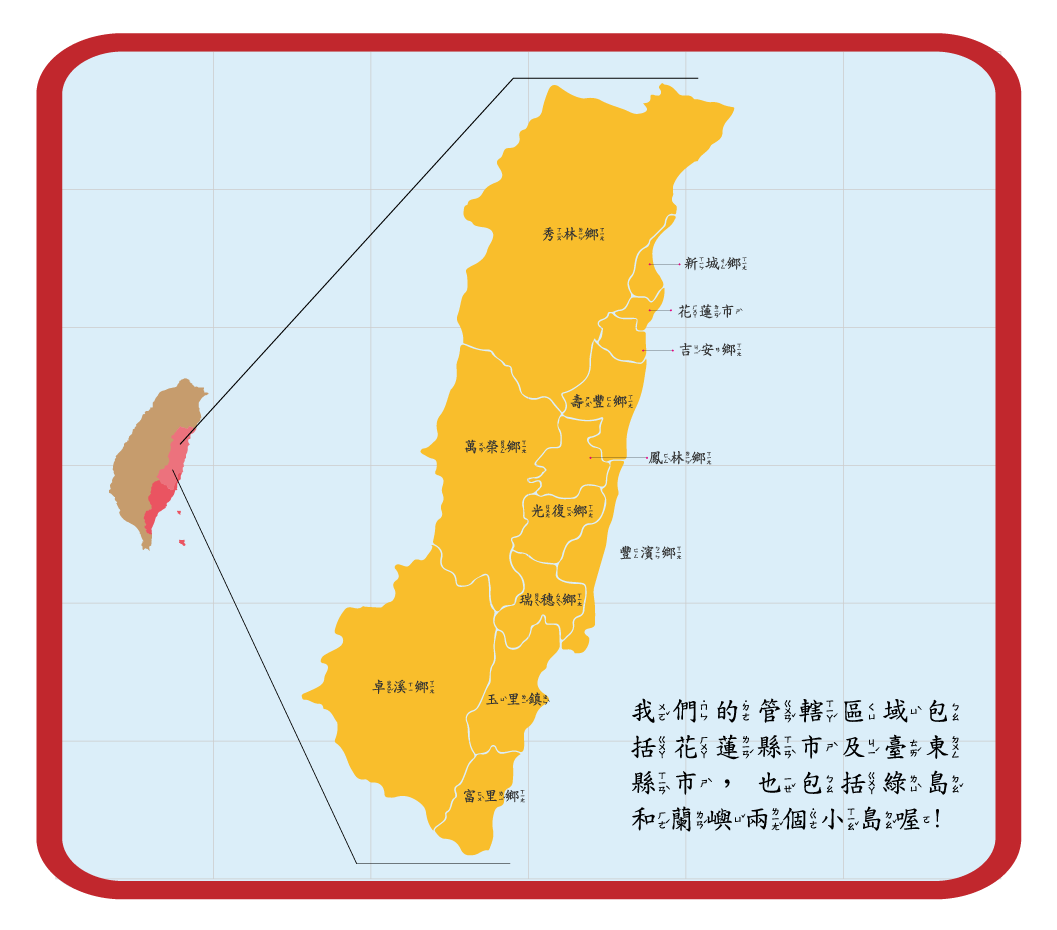 秀林鄉
新城鄉
花蓮市
吉安鄉
壽豐鄉
萬榮鄉
鳳林鄉
光復鄉
豐濱鄉
瑞穗鄉
卓溪鄉
玉里鎮
富里鄉
我們的管轄區域包
括花蓮縣市及臺東
縣市，也包括綠島
和蘭嶼兩個小島喔！